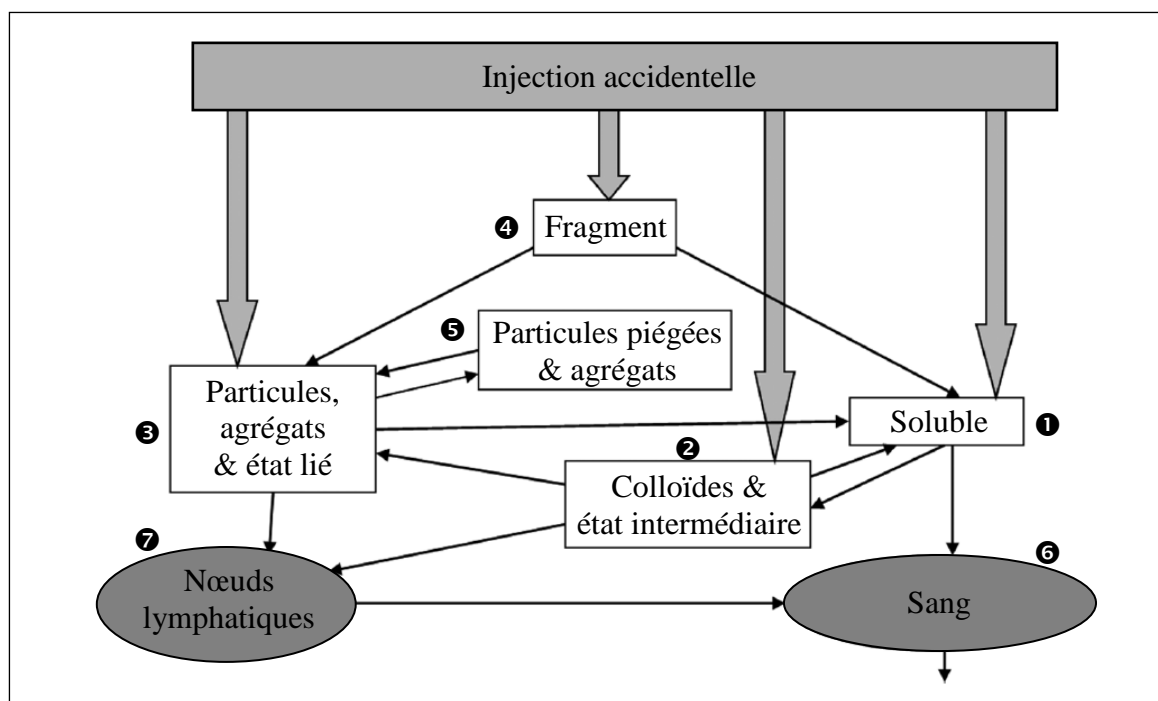 Injection accidentelle
❹ Fragment
❺ Particules piégées
& agrégats
❸ Particules,
agrégats
& état lié
Soluble ❶
❷
Colloïdes &
état intermédiaire
❼
Nœuds
lymphatiques
❻
Sang